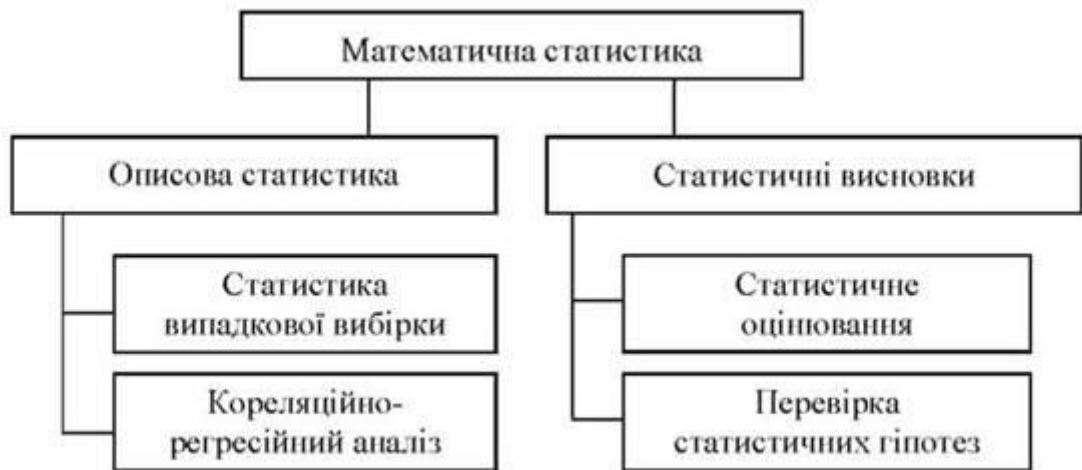 Математична статистика
Описова статистика
Статистичні висновки
Статистика
випадкової вибірки
Статистичне
оцінювання
Кореляційно-
регресійний аналіз
Перевірка
статистичних гіпотез